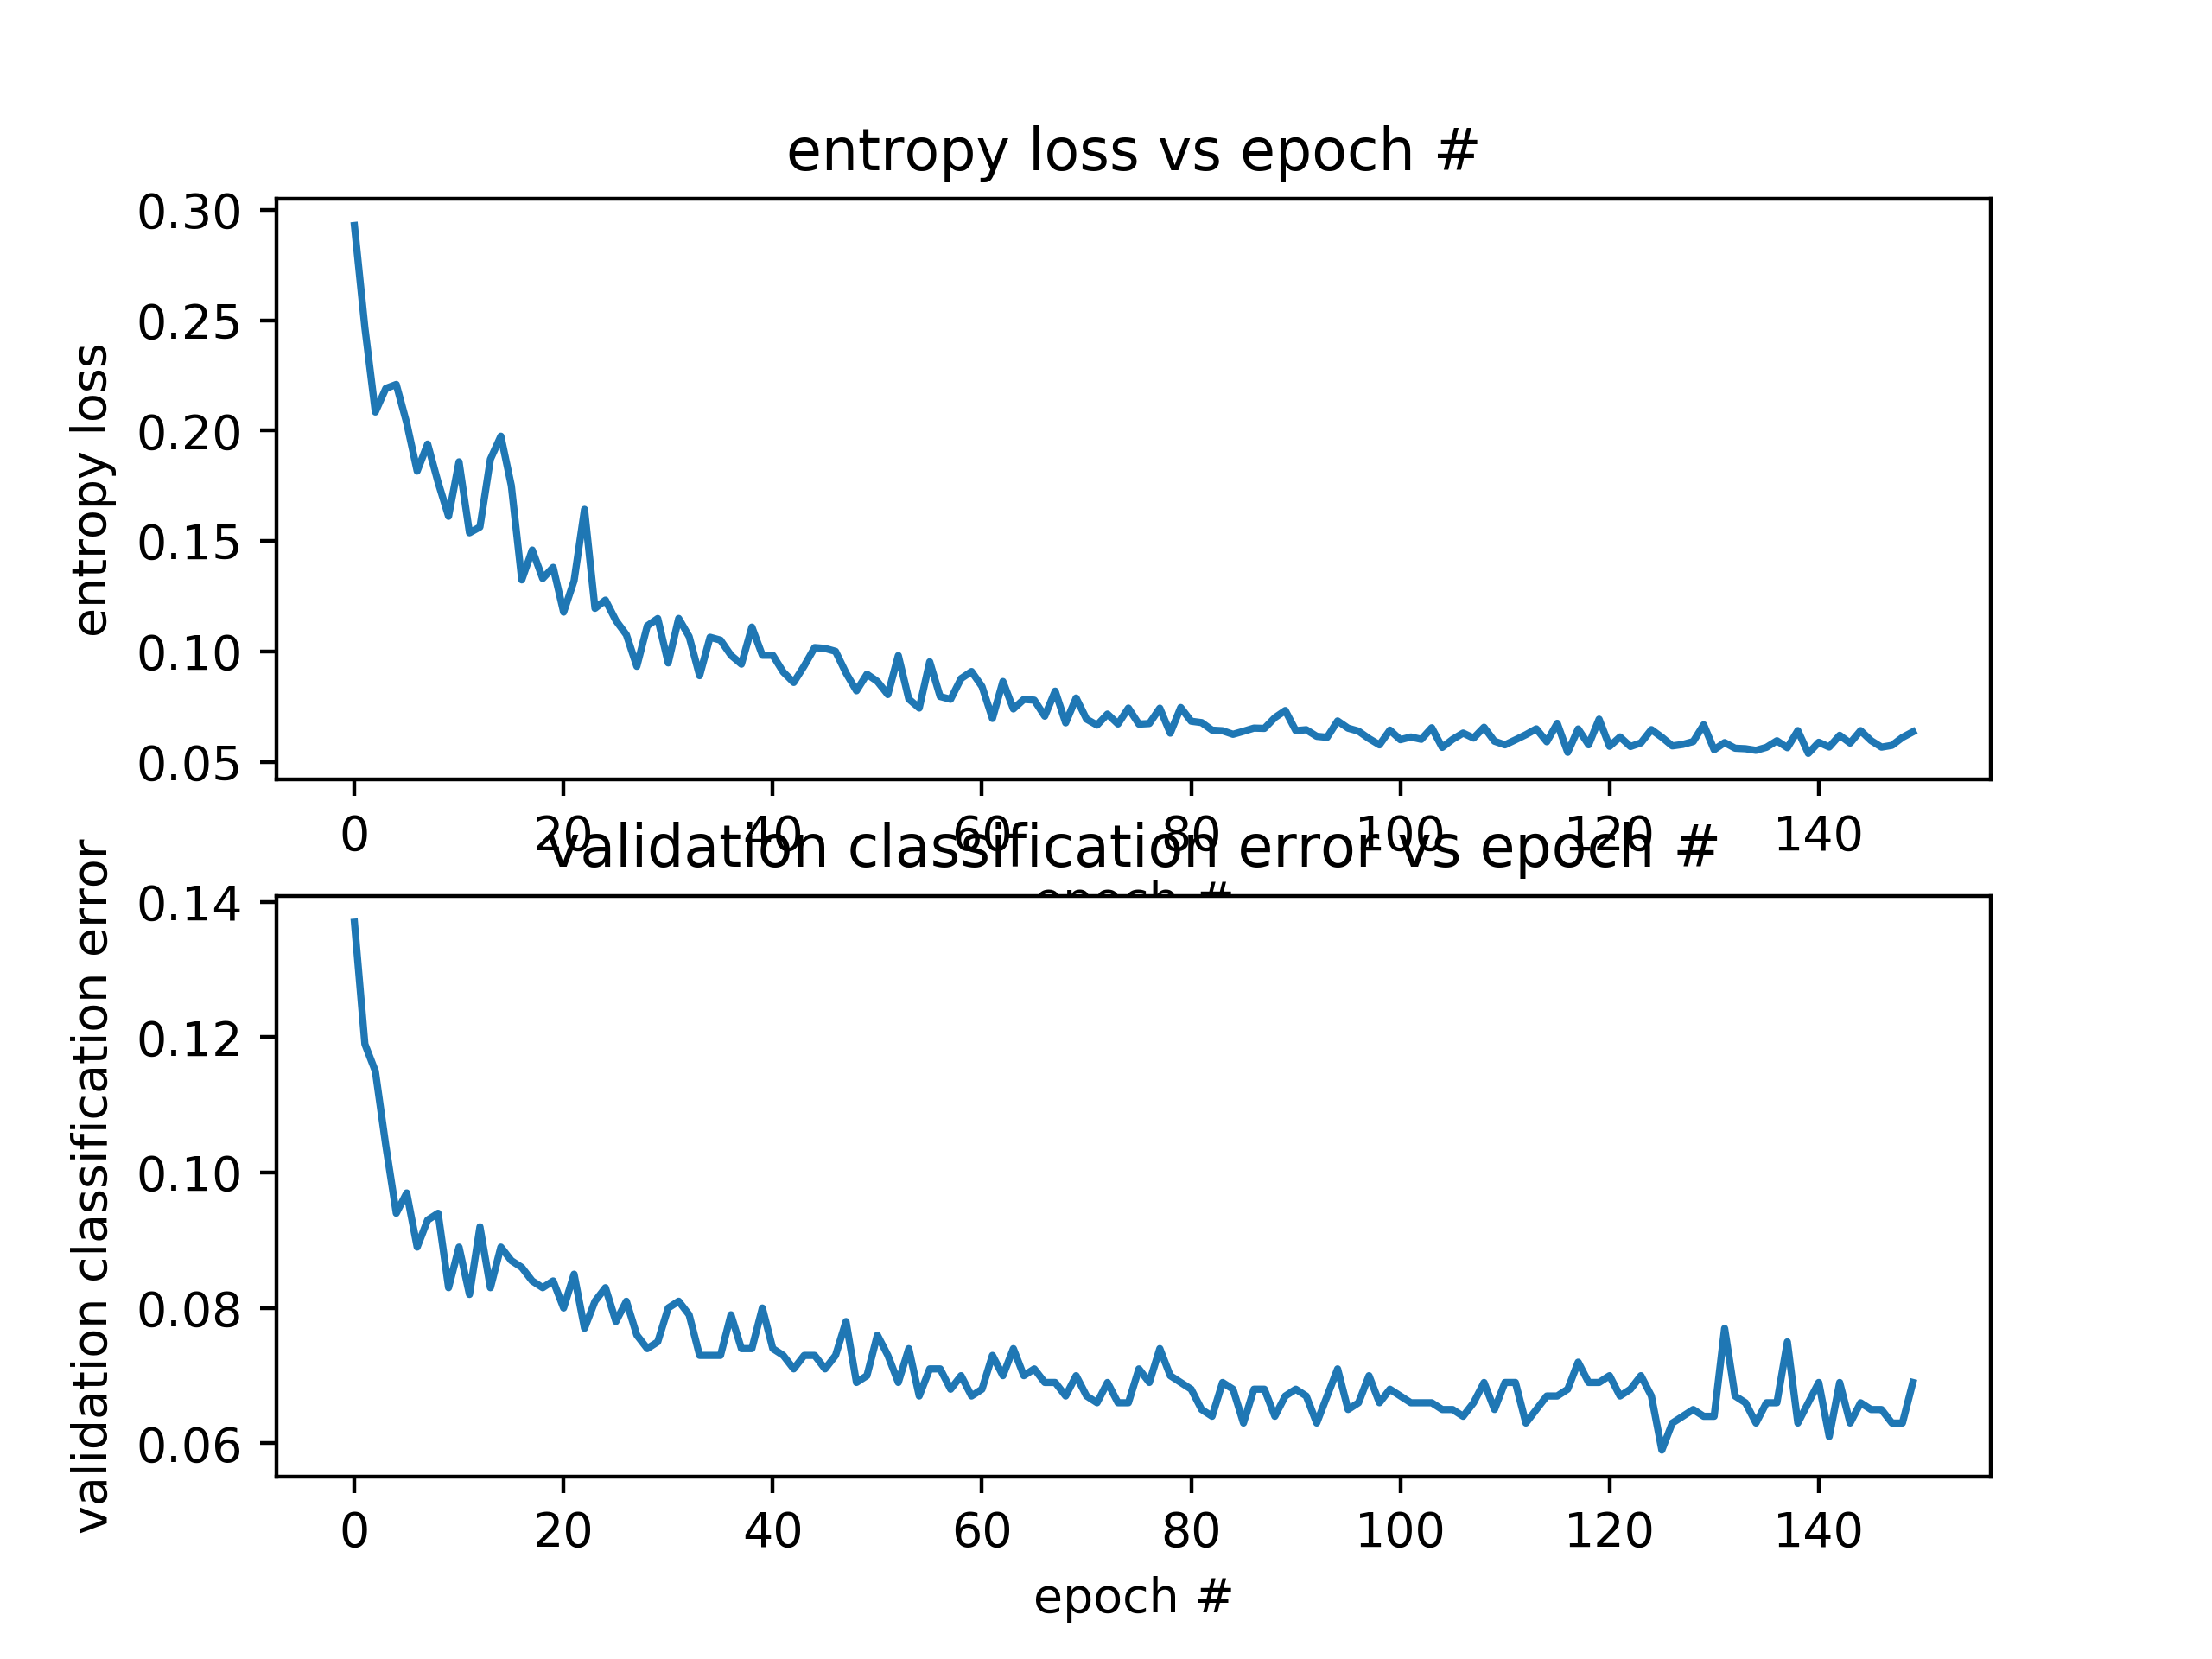 entropy loss vs epoch #
entropy loss
0.30
0.25
0.20
0.15
0.10
0.05
0 20 40 60 80 100 120 140
epoch #
validation classification error vs epoch #
validation classification error
0.14
0.12
0.10
0.08
0.06
0 20 40 60 80 100 120 140
epoch #